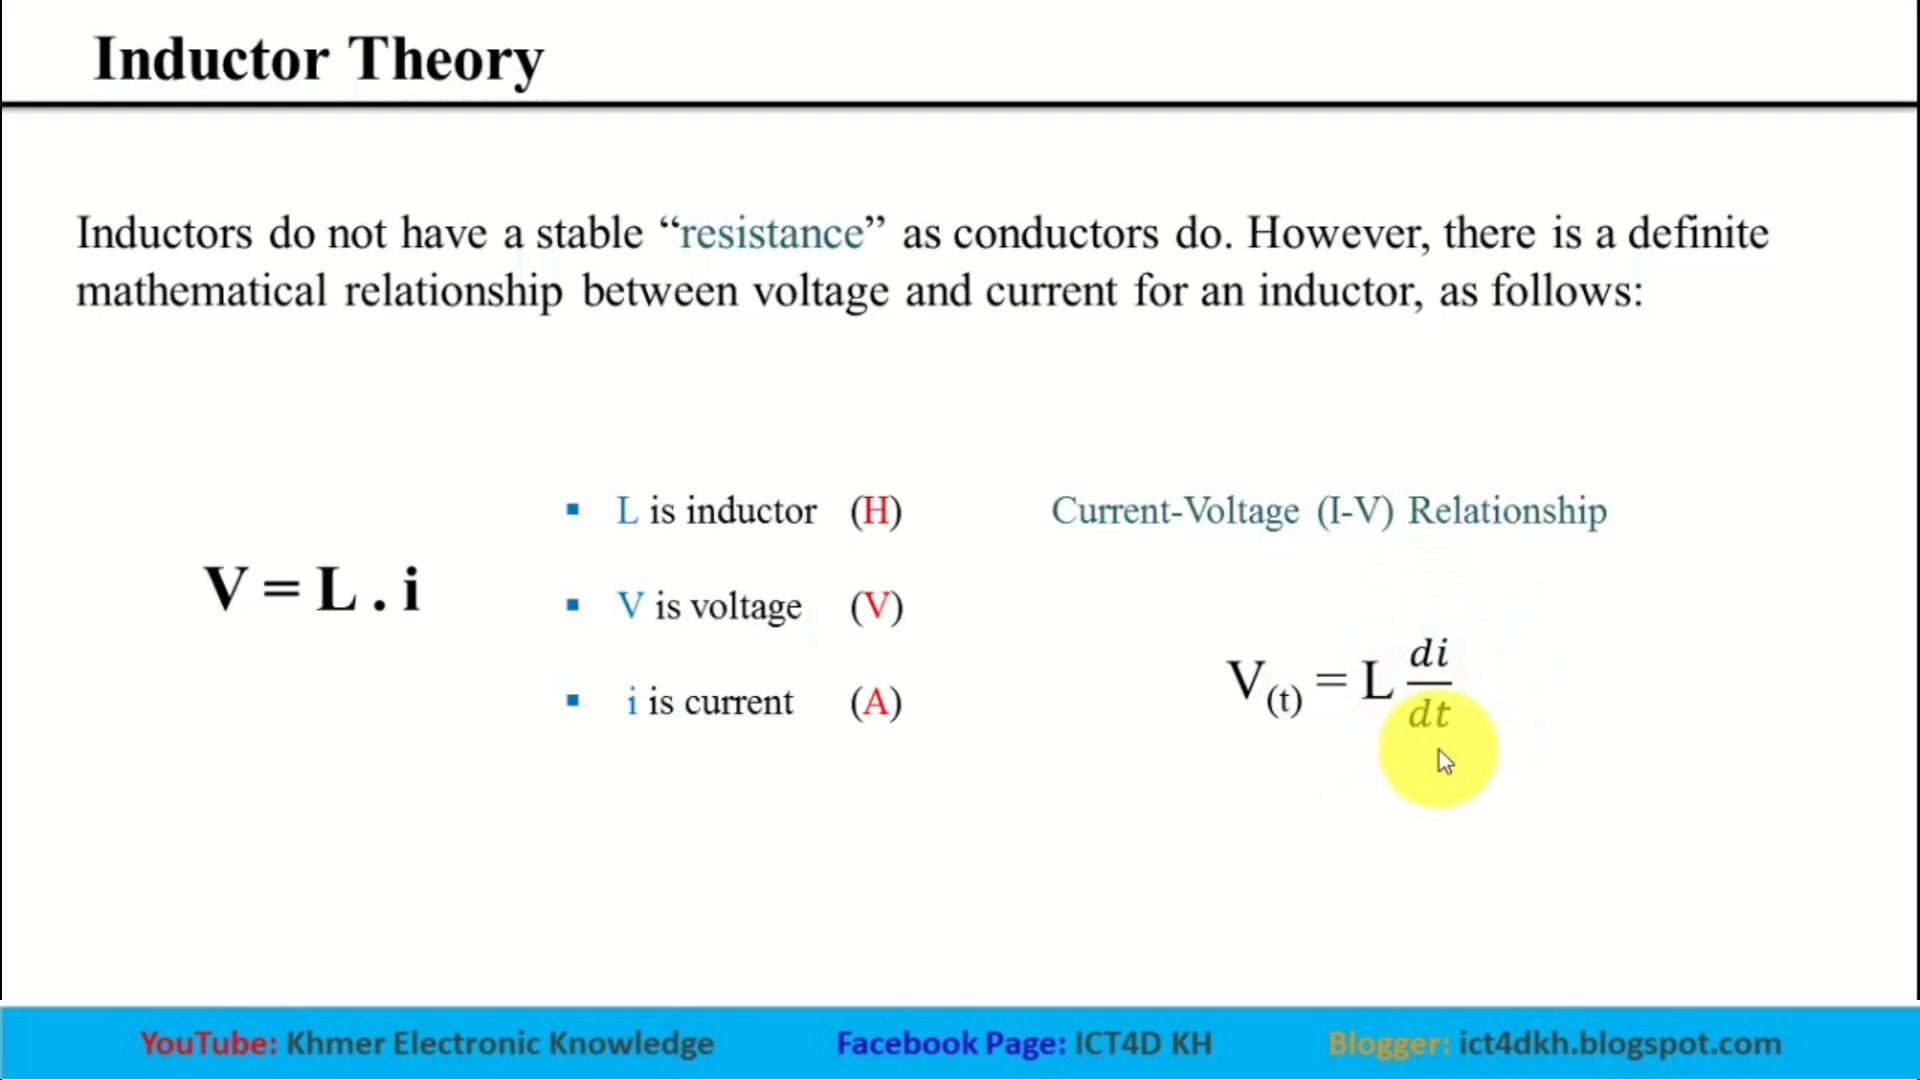 Inductor Theory
Inductors do not have a stable “resistance” as conductors do. However, there is a definite
mathematical relationship between voltage and current for an inductor, as follows:
V = L . i
▪ L is inductor (H)
▪ V is voltage (V)
▪ i is current (A)
Current-Voltage (I-V) Relationship
V(t) = L di/dt
YouTube: Khmer Electronic Knowledge Facebook Page: ICT4D KH Blogger: ict4dkh.blogspot.com